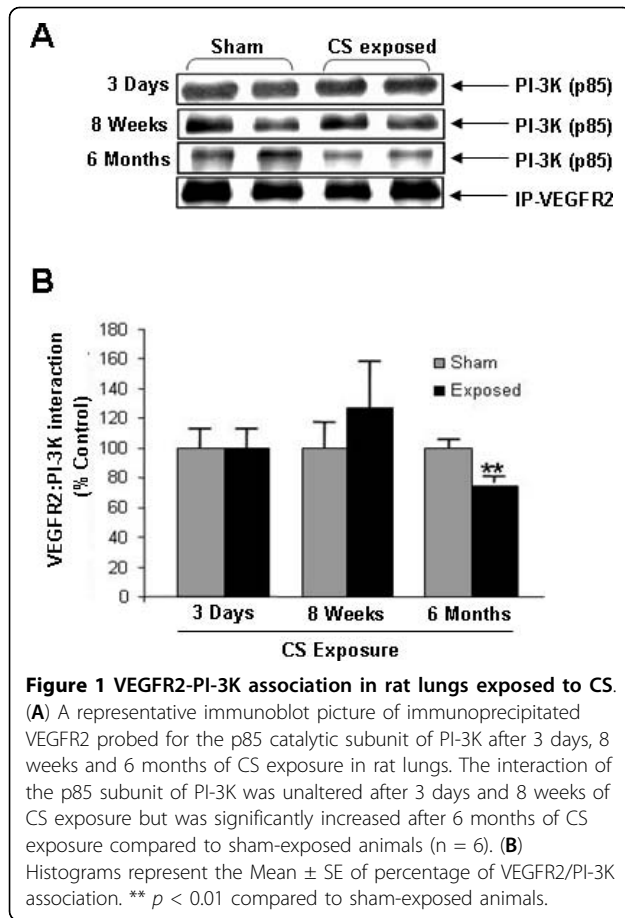 A
Sham CS exposed
3 Days PI-3K (p85)
8 Weeks PI-3K (p85)
6 Months PI-3K (p85)
IP-VEGFR2
B
VEGFR2:PI-3K interaction
(% Control)
180
160
140
120
100
80
60
40
20
0
Sham
Exposed
**
3 Days 8 Weeks 6 Months
CS Exposure
Figure 1 VEGFR2-PI-3K association in rat lungs exposed to CS.
(A) A representative immunoblot picture of immunoprecipitated
VEGFR2 probed for the p85 catalytic subunit of PI-3K after 3 days, 8
weeks and 6 months of CS exposure in rat lungs. The interaction of
the p85 subunit of PI-3K was unaltered after 3 days and 8 weeks of
CS exposure but was significantly increased after 6 months of CS
exposure compared to sham-exposed animals (n = 6). (B)
Histograms represent the Mean ± SE of percentage of VEGFR2/PI-3K
association. ** p < 0.01 compared to sham-exposed animals.